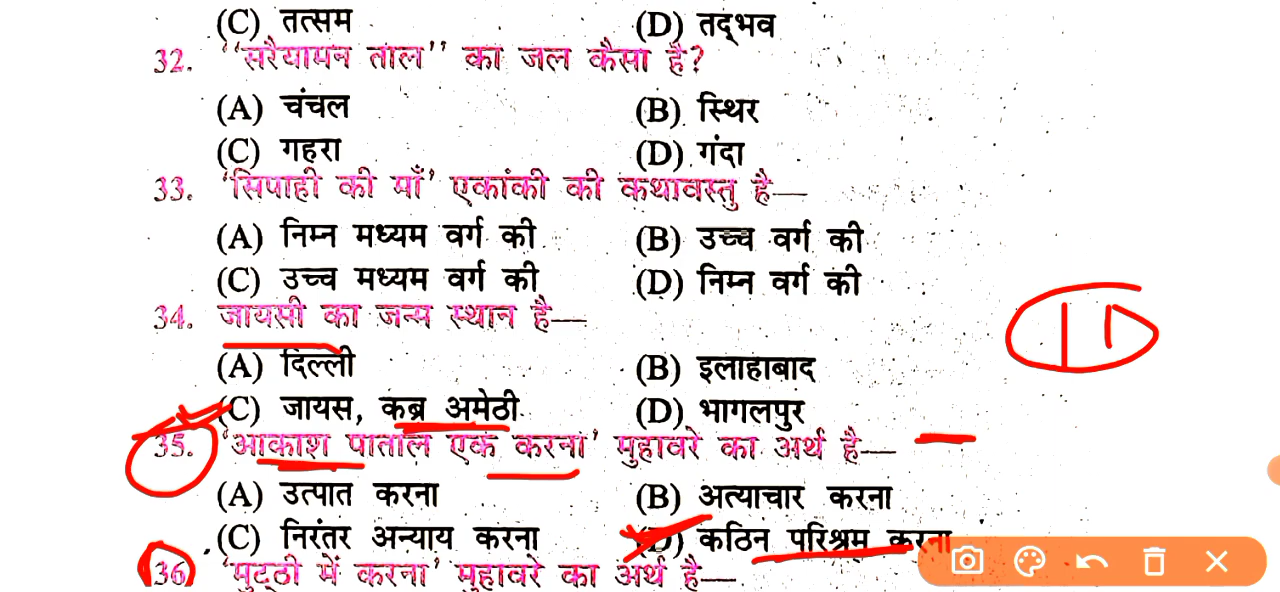 (C) तत्सम (D) तद्भव
32. “सरैयामन ताल” का जल कैसा है?
(A) चंचल (B) स्थिर
(C) गहरा (D) गंदा
33. ‘सिपाही की माँ’ एकांकी की कथावस्तु है—
(A) निम्न मध्यम वर्ग की (B) उच्च वर्ग की
(C) उच्च मध्यम वर्ग की (D) निम्न वर्ग की
34. जायसी का जन्म स्थान है—
(A) दिल्ली (B) इलाहाबाद
(C) जायस, कब्र अमेठी (D) भागलपुर
35. ‘आकाश पाताल एक करना’ मुहावरे का अर्थ है—
(A) उत्पात करना (B) अत्याचार करना
(C) निरंतर अन्याय करना (D) कठिन परिश्रम करना
36. ‘मुट्ठी में करना’ मुहावरे का अर्थ है—